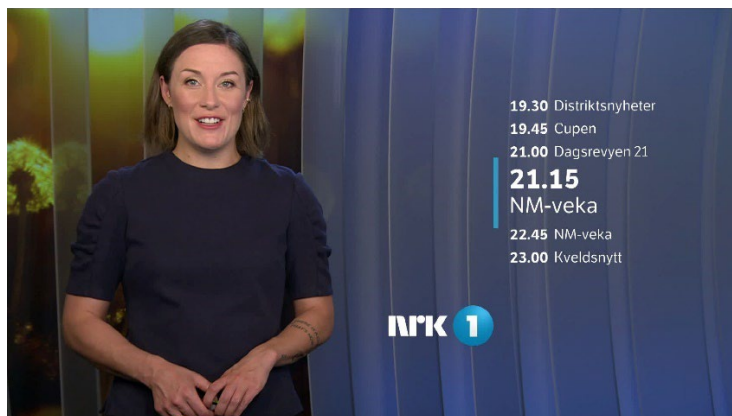 19.30 Distriktsnyheter
19.45 Cupen
21.00 Dagsrevyen 21
21.15
NM-veka
22.45 NM-veka
23.00 Kveldsnytt
nrk 1